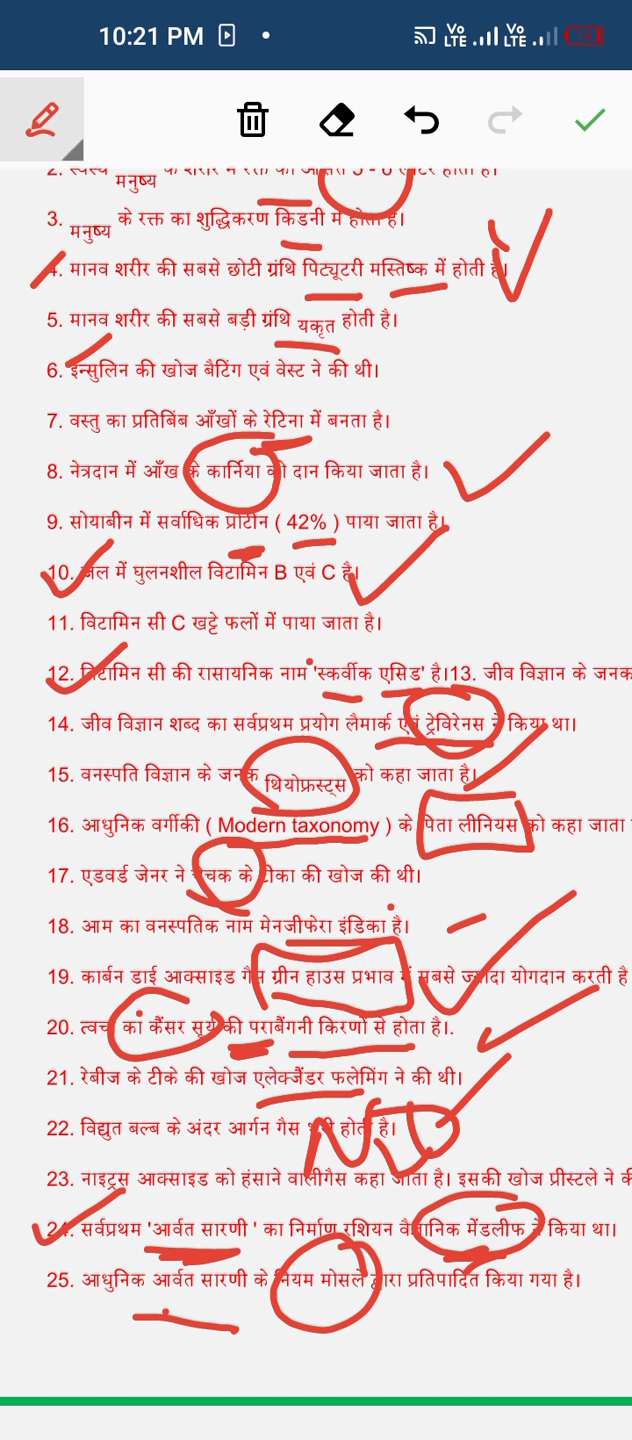 10:21 PM
Vo LTE Vo LTE
2. स्वस्थ मनुष्य के शरीर में रक्त की औसत 5 - 6 लीटर होती है।
3. मनुष्य के रक्त का शुद्धिकरण किडनी में होता है।
4. मानव शरीर की सबसे छोटी ग्रंथि पिट्यूटरी मस्तिष्क में होती है।
5. मानव शरीर की सबसे बड़ी ग्रंथि यकृत होती है।
6. इन्सुलिन की खोज बैटिंग एवं वेस्ट ने की थी।
7. वस्तु का प्रतिबिंब आँखों के रेटिना में बनता है।
8. नेत्रदान में आँख के कार्निया को दान किया जाता है।
9. सोयाबीन में सर्वाधिक प्रोटीन ( 42% ) पाया जाता है।
10. जल में घुलनशील विटामिन B एवं C है।
11. विटामिन सी C खट्टे फलों में पाया जाता है।
12. विटामिन सी की रासायनिक नाम 'स्कर्वीक एसिड' है।13. जीव विज्ञान के जनक
14. जीव विज्ञान शब्द का सर्वप्रथम प्रयोग लैमार्क एवं ट्रेविरेनस ने किया था।
15. वनस्पति विज्ञान के जनक थियोफ्रस्ट्स को कहा जाता है।
16. आधुनिक वर्गीकी ( Modern taxonomy ) के पिता लीनियस को कहा जाता
17. एडवर्ड जेनर ने चेचक के टीका की खोज की थी।
18. आम का वनस्पतिक नाम मेनजीफेरा इंडिका है।
19. कार्बन डाई आक्साइड गैस ग्रीन हाउस प्रभाव में सबसे ज्यादा योगदान करती है
20. त्वचा का कैंसर सूर्य की पराबैंगनी किरणों से होता है।.
21. रेबीज के टीके की खोज एलेक्जैंडर फलेमिंग ने की थी।
22. विद्युत बल्ब के अंदर आर्गन गैस भरी होती है।
23. नाइट्रस आक्साइड को हंसाने वालीगैस कहा जाता है। इसकी खोज प्रीस्टले ने की
24. सर्वप्रथम 'आर्वत सारणी ' का निर्माण रशियन वैज्ञानिक मेंडलीफ ने किया था।
25. आधुनिक आर्वत सारणी के नियम मोसले द्वारा प्रतिपादित किया गया है।